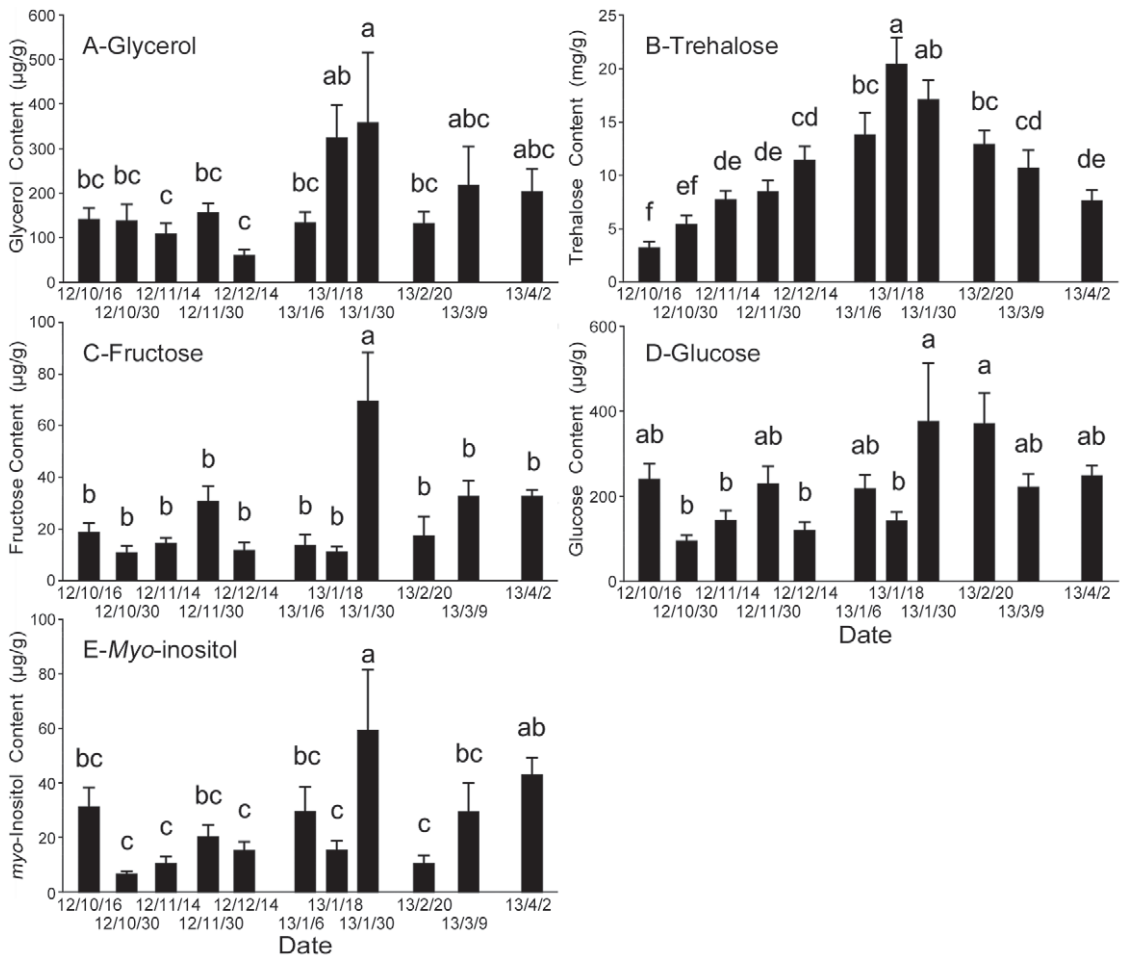 A-Glycerol
Glycerol Content (µg/g)
600
500
400
300
200
100
0
bc
bc
c
bc
c
bc
ab
a
bc
abc
abc
12/10/16 12/11/14 12/12/14 13/1/18 13/2/20 13/4/2
12/10/30 12/11/30 13/1/6 13/1/30 13/3/9
B-Trehalose
Trehalose Content (mg/g)
25
20
15
10
5
0
f
ef
de
de
cd
bc
a
ab
bc
cd
de
12/10/16 12/11/14 12/12/14 13/1/18 13/2/20 13/4/2
12/10/30 12/11/30 13/1/6 13/1/30 13/3/9
C-Fructose
Fructose Content (µg/g)
100
80
60
40
20
0
b
b
b
b
b
b
b
a
b
b
b
12/10/16 12/11/14 12/12/14 13/1/18 13/2/20 13/4/2
12/10/30 12/11/30 13/1/6 13/1/30 13/3/9
D-Glucose
Glucose Content (µg/g)
600
400
200
0
ab
b
b
ab
b
ab
b
a
a
ab
ab
12/10/16 12/11/14 12/12/14 13/1/18 13/2/20 13/4/2
12/10/30 12/11/30 13/1/6 13/1/30 13/3/9
Date
E-Myo-inositol
myo-Inositol Content (µg/g)
100
80
60
40
20
0
bc
c
c
bc
c
bc
c
a
c
bc
ab
12/10/16 12/11/14 12/12/14 13/1/18 13/2/20 13/4/2
12/10/30 12/11/30 13/1/6 13/1/30 13/3/9
Date